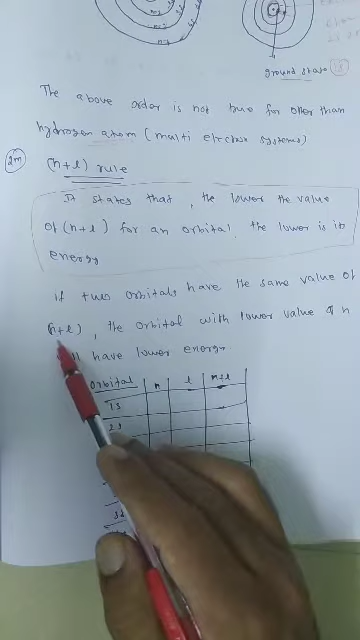 n=1
ground state
The above order is not true for other than
hydrogen atom (multi electron systems)
2m
(n+l) rule
It states that, the lower the value
of (n+l) for an orbital, the lower is its
energy
If two orbitals have the same value of
(n+l), the orbital with lower value of n
have lower energy
orbital n l n+l
1s
2s
3d